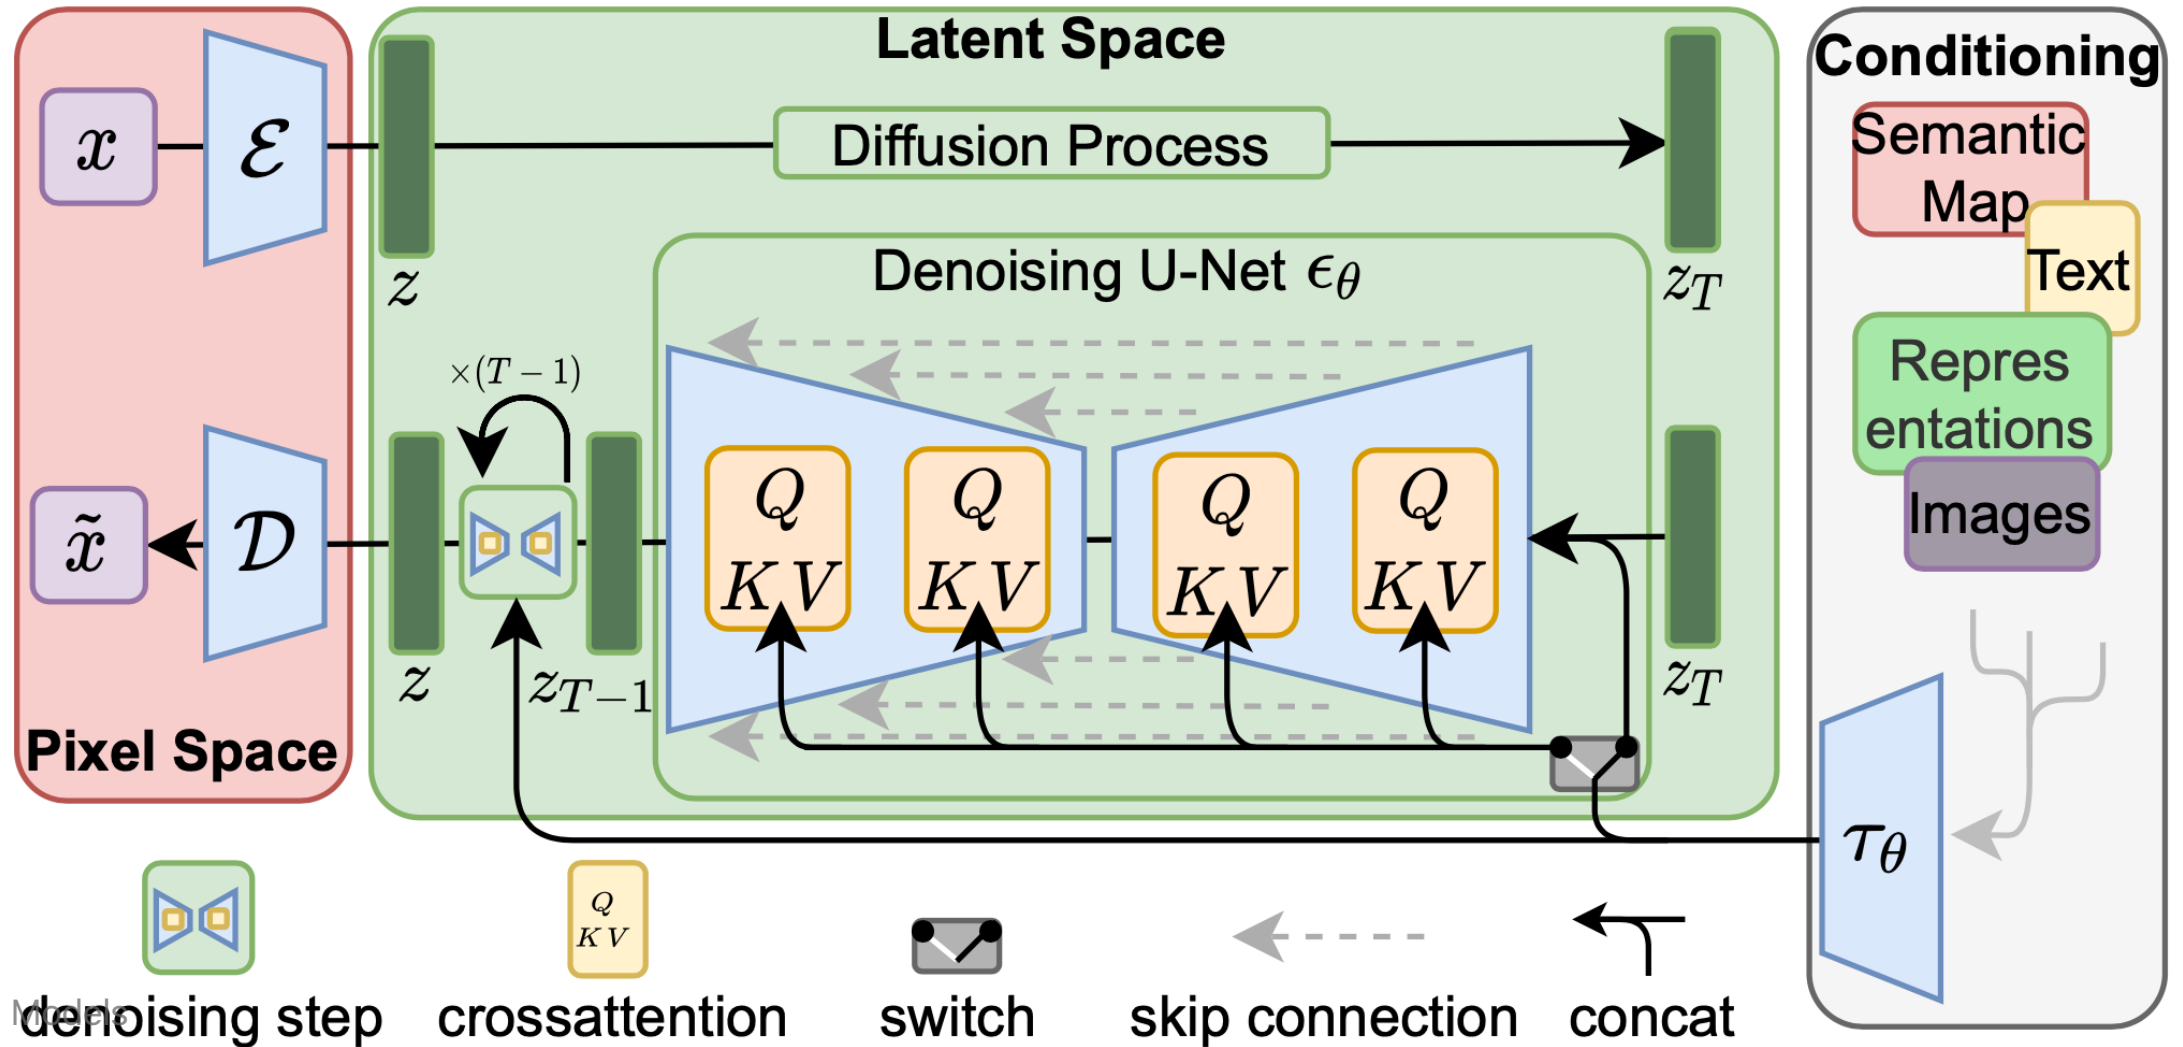 Latent Space
Conditioning
x
ℰ
Diffusion Process
Semantic
Map
z
Denoising U-Net ϵ_θ
z_T
Text
×(T − 1)
Repres
entations
Q
K V
Q
K V
Q
K V
Q
K V
Images
x̃
𝒟
z
z_{T−1}
z_T
Pixel Space
τ_θ
Q
K V
Models
denoising step
crossattention
switch
skip connection
concat